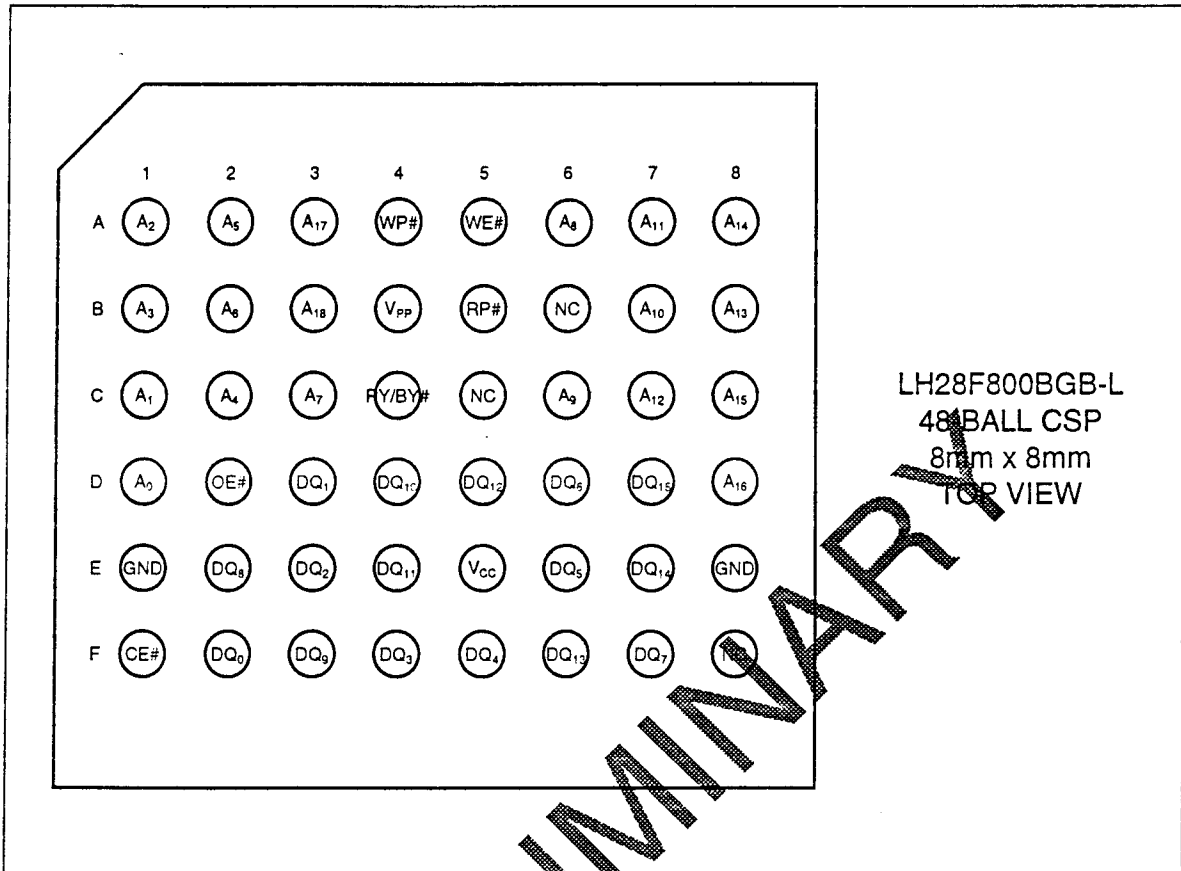 1 2 3 4 5 6 7 8
A A₂ A₅ A₁₇ WP# WE# A₈ A₁₁ A₁₄
B A₃ A₆ A₁₈ Vₚₚ RP# NC A₁₀ A₁₃
C A₁ A₄ A₇ RY/BY# NC A₉ A₁₂ A₁₅
D A₀ OE# DQ₁ DQ₁₀ DQ₁₂ DQ₆ DQ₁₅ A₁₆
E GND DQ₈ DQ₂ DQ₁₁ VCC DQ₅ DQ₁₄ GND
F CE# DQ₀ DQ₉ DQ₃ DQ₄ DQ₁₃ DQ₇
LH28F800BGB-L
48-BALL CSP
8mm x 8mm
TOP VIEW
IMINARY